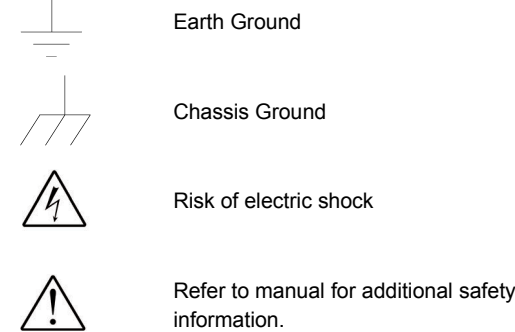 Earth Ground
Chassis Ground
Risk of electric shock
Refer to manual for additional safety
information.